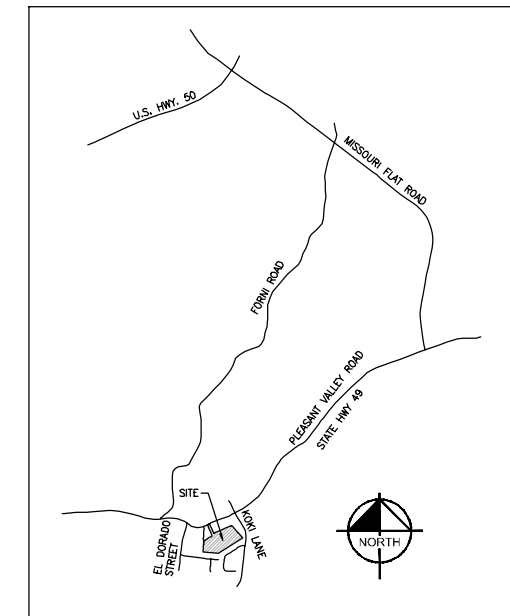 U.S. HWY. 50
MISSOURI FLAT ROAD
FORNI ROAD
PLEASANT VALLEY ROAD
STATE HWY 49
SITE
KOKI LANE
EL DORADO
STREET
NORTH